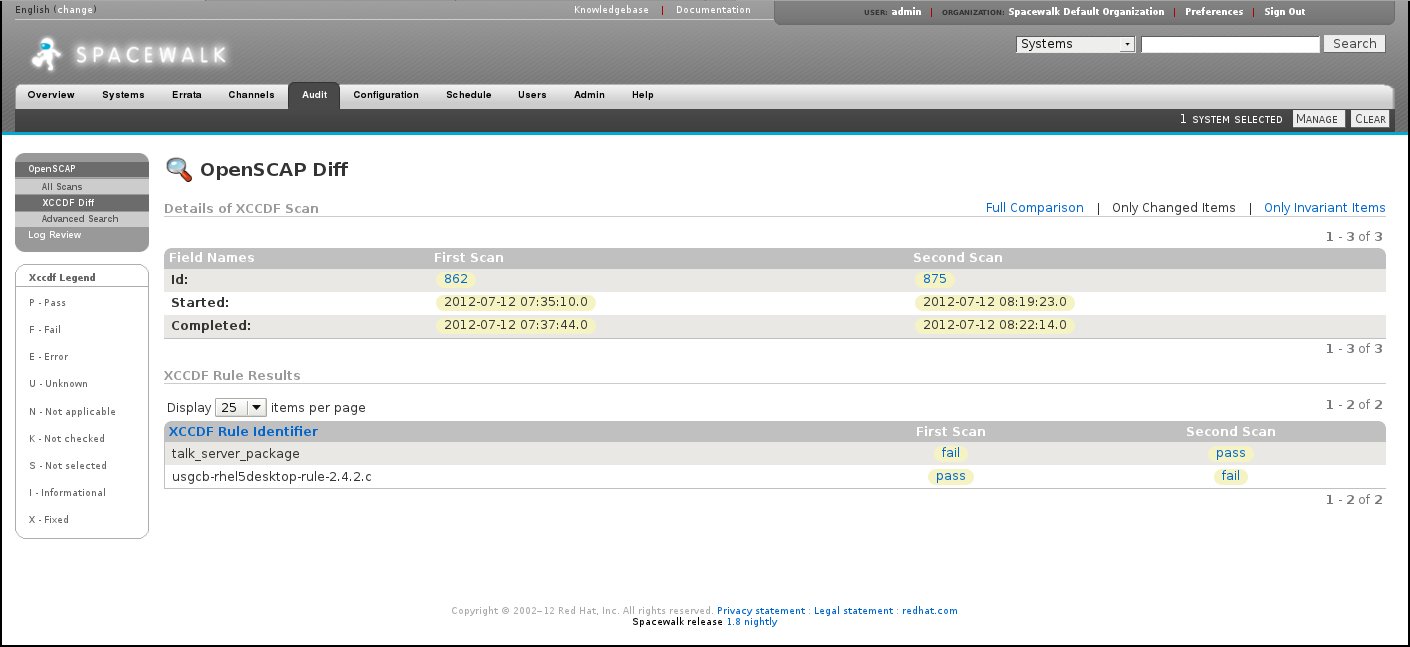 English (change) Knowledgebase | Documentation USER: admin | ORGANIZATION: Spacewalk Default Organization | Preferences | Sign Out
SPACEWALK Systems Search
Overview Systems Errata Channels Audit Configuration Schedule Users Admin Help
1 SYSTEM SELECTED MANAGE CLEAR
OpenSCAP
All Scans
XCCDF Diff
Advanced Search
Log Review
Xccdf Legend
P - Pass
F - Fail
E - Error
U - Unknown
N - Not applicable
K - Not checked
S - Not selected
I - Informational
X - Fixed
OpenSCAP Diff
Details of XCCDF Scan Full Comparison | Only Changed Items | Only Invariant Items
1 - 3 of 3
Field Names First Scan Second Scan
Id: 862 875
Started: 2012-07-12 07:35:10.0 2012-07-12 08:19:23.0
Completed: 2012-07-12 07:37:44.0 2012-07-12 08:22:14.0
1 - 3 of 3
XCCDF Rule Results
Display 25 items per page 1 - 2 of 2
XCCDF Rule Identifier First Scan Second Scan
talk_server_package fail pass
usgcb-rhel5desktop-rule-2.4.2.c pass fail
1 - 2 of 2
Copyright © 2002–12 Red Hat, Inc. All rights reserved. Privacy statement : Legal statement : redhat.com
Spacewalk release 1.8 nightly